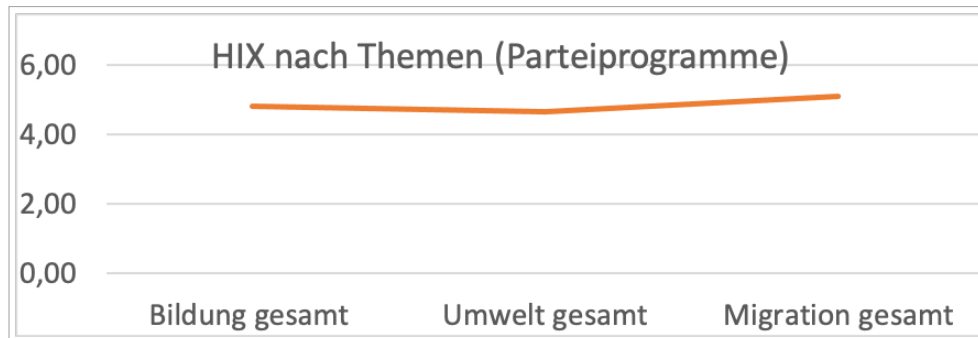 HIX nach Themen (Parteiprogramme)
6,00
4,00
2,00
0,00
Bildung gesamt Umwelt gesamt Migration gesamt